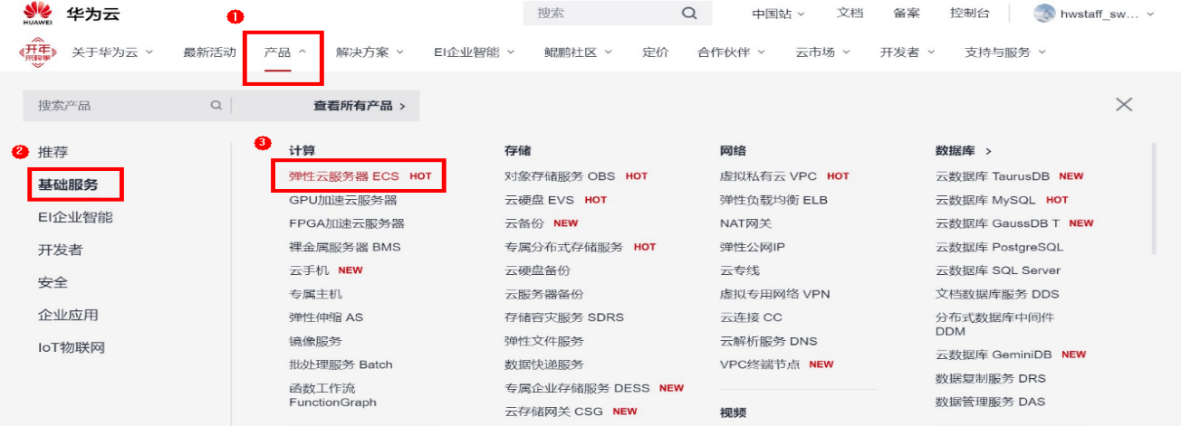 HUAWEI
华为云
搜索
中国站 文档 备案 控制台 hwstaff_sw...
1
开年
开购季
关于华为云 最新活动 产品 解决方案 EI企业智能 鲲鹏社区 定价 合作伙伴 云市场 开发者 支持与服务
搜索产品
查看所有产品 >
2
推荐
基础服务
EI企业智能
开发者
安全
企业应用
IoT物联网
3
计算
弹性云服务器 ECS HOT
GPU加速云服务器
FPGA加速云服务器
裸金属服务器 BMS
云手机 NEW
专属主机
弹性伸缩 AS
镜像服务
批处理服务 Batch
函数工作流
FunctionGraph
存储
对象存储服务 OBS HOT
云硬盘 EVS HOT
云备份 NEW
专属分布式存储服务 HOT
云硬盘备份
云服务器备份
存储容灾服务 SDRS
弹性文件服务
数据快递服务
专属企业存储服务 DESS NEW
云存储网关 CSG NEW
网络
虚拟私有云 VPC HOT
弹性负载均衡 ELB
NAT网关
弹性公网IP
云专线
虚拟专用网络 VPN
云连接 CC
云解析服务 DNS
VPC终端节点 NEW
视频
数据库 >
云数据库 TaurusDB NEW
云数据库 MySQL HOT
云数据库 GaussDB T NEW
云数据库 PostgreSQL
云数据库 SQL Server
文档数据库服务 DDS
分布式数据库中间件
DDM
云数据库 GeminiDB NEW
数据复制服务 DRS
数据管理服务 DAS